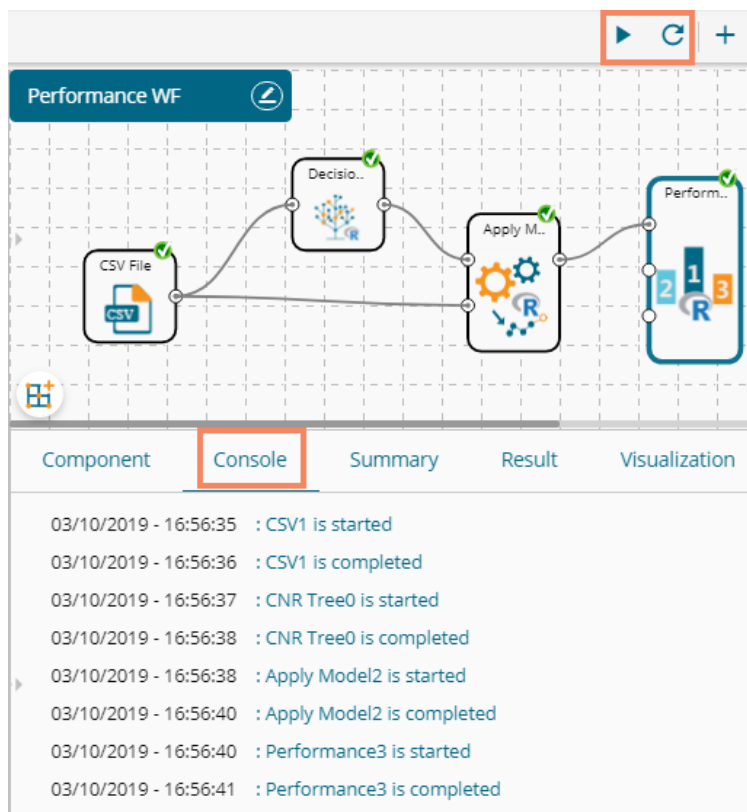 Performance WF
Decisio..
Perform..
Apply M..
CSV File
CSV
R
R
2 1 3
R
Component Console Summary Result Visualization
03/10/2019 - 16:56:35 : CSV1 is started
03/10/2019 - 16:56:36 : CSV1 is completed
03/10/2019 - 16:56:37 : CNR Tree0 is started
03/10/2019 - 16:56:38 : CNR Tree0 is completed
03/10/2019 - 16:56:38 : Apply Model2 is started
03/10/2019 - 16:56:40 : Apply Model2 is completed
03/10/2019 - 16:56:40 : Performance3 is started
03/10/2019 - 16:56:41 : Performance3 is completed